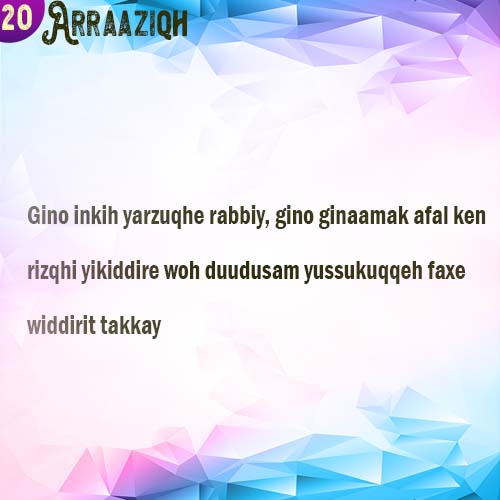 20 Arraaziqh
Gino inkih yarzuqhe rabbiy, gino ginaamak afal ken
rizqhi yikiddire woh duudusam yussukuqqeh faxe
widdirit takkay